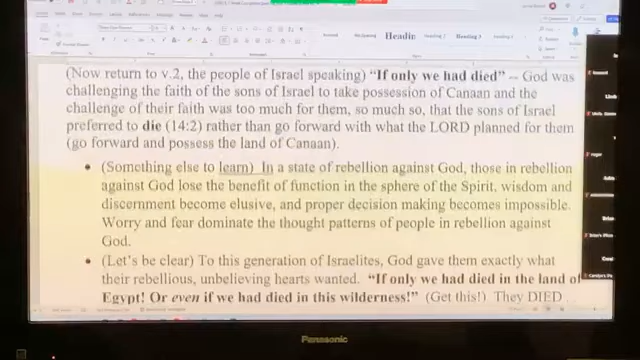 (Now return to v.2, the people of Israel speaking) “If only we had died” – God was
challenging the faith of the sons of Israel to take possession of Canaan and the
challenge of their faith was too much for them, so much so, that the sons of Israel
preferred to die (14:2) rather than go forward with what the LORD planned for them
(go forward and possess the land of Canaan).
• (Something else to learn) In a state of rebellion against God, those in rebellion
against God lose the benefit of function in the sphere of the Spirit, wisdom and
discernment become elusive, and proper decision making becomes impossible.
Worry and fear dominate the thought patterns of people in rebellion against
God.
• (Let's be clear) To this generation of Israelites, God gave them exactly what
their rebellious, unbelieving hearts wanted. “If only we had died in the land of
Egypt! Or even if we had died in this wilderness!” (Get this!) They DIED
Panasonic